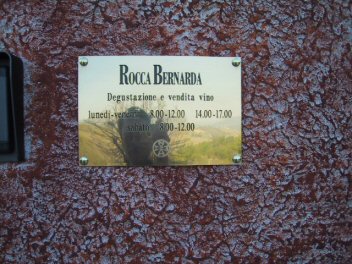 ROCCA BERNARDA
Degustazione e vendita vino
lunedì-venerdì 8.00-12.00 14.00-17.00
sabato 8.00-12.00